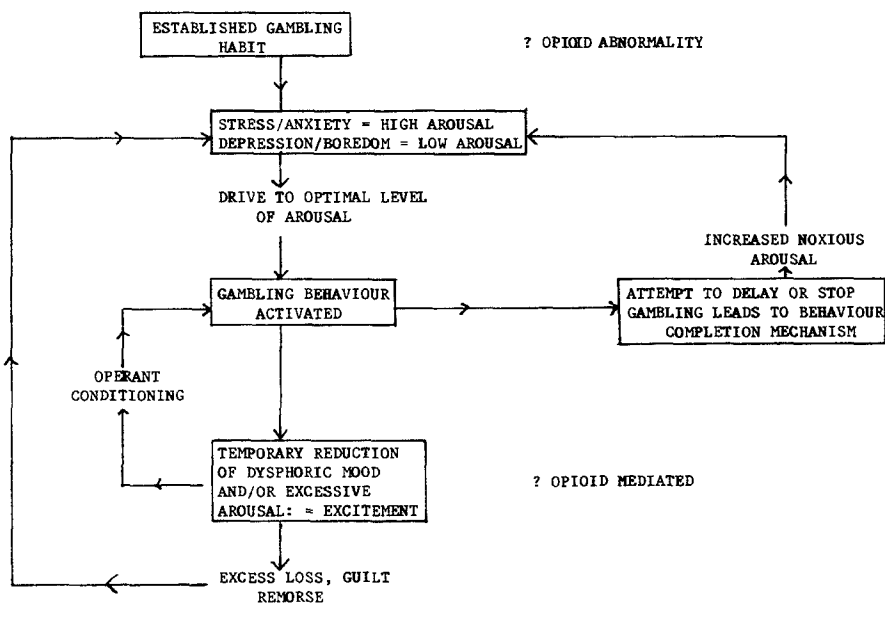 ESTABLISHED GAMBLING
HABIT
? OPIOID ABNORMALITY
STRESS/ANXIETY = HIGH AROUSAL
DEPRESSION/BOREDOM = LOW AROUSAL
DRIVE TO OPTIMAL LEVEL
OF AROUSAL
INCREASED NOXIOUS
AROUSAL
GAMBLING BEHAVIOUR
ACTIVATED
ATTEMPT TO DELAY OR STOP
GAMBLING LEADS TO BEHAVIOUR
COMPLETION MECHANISM
OPERANT
CONDITIONING
TEMPORARY REDUCTION
OF DYSPHORIC MOOD
AND/OR EXCESSIVE
AROUSAL: = EXCITEMENT
? OPIOID MEDIATED
EXCESS LOSS, GUILT
REMORSE